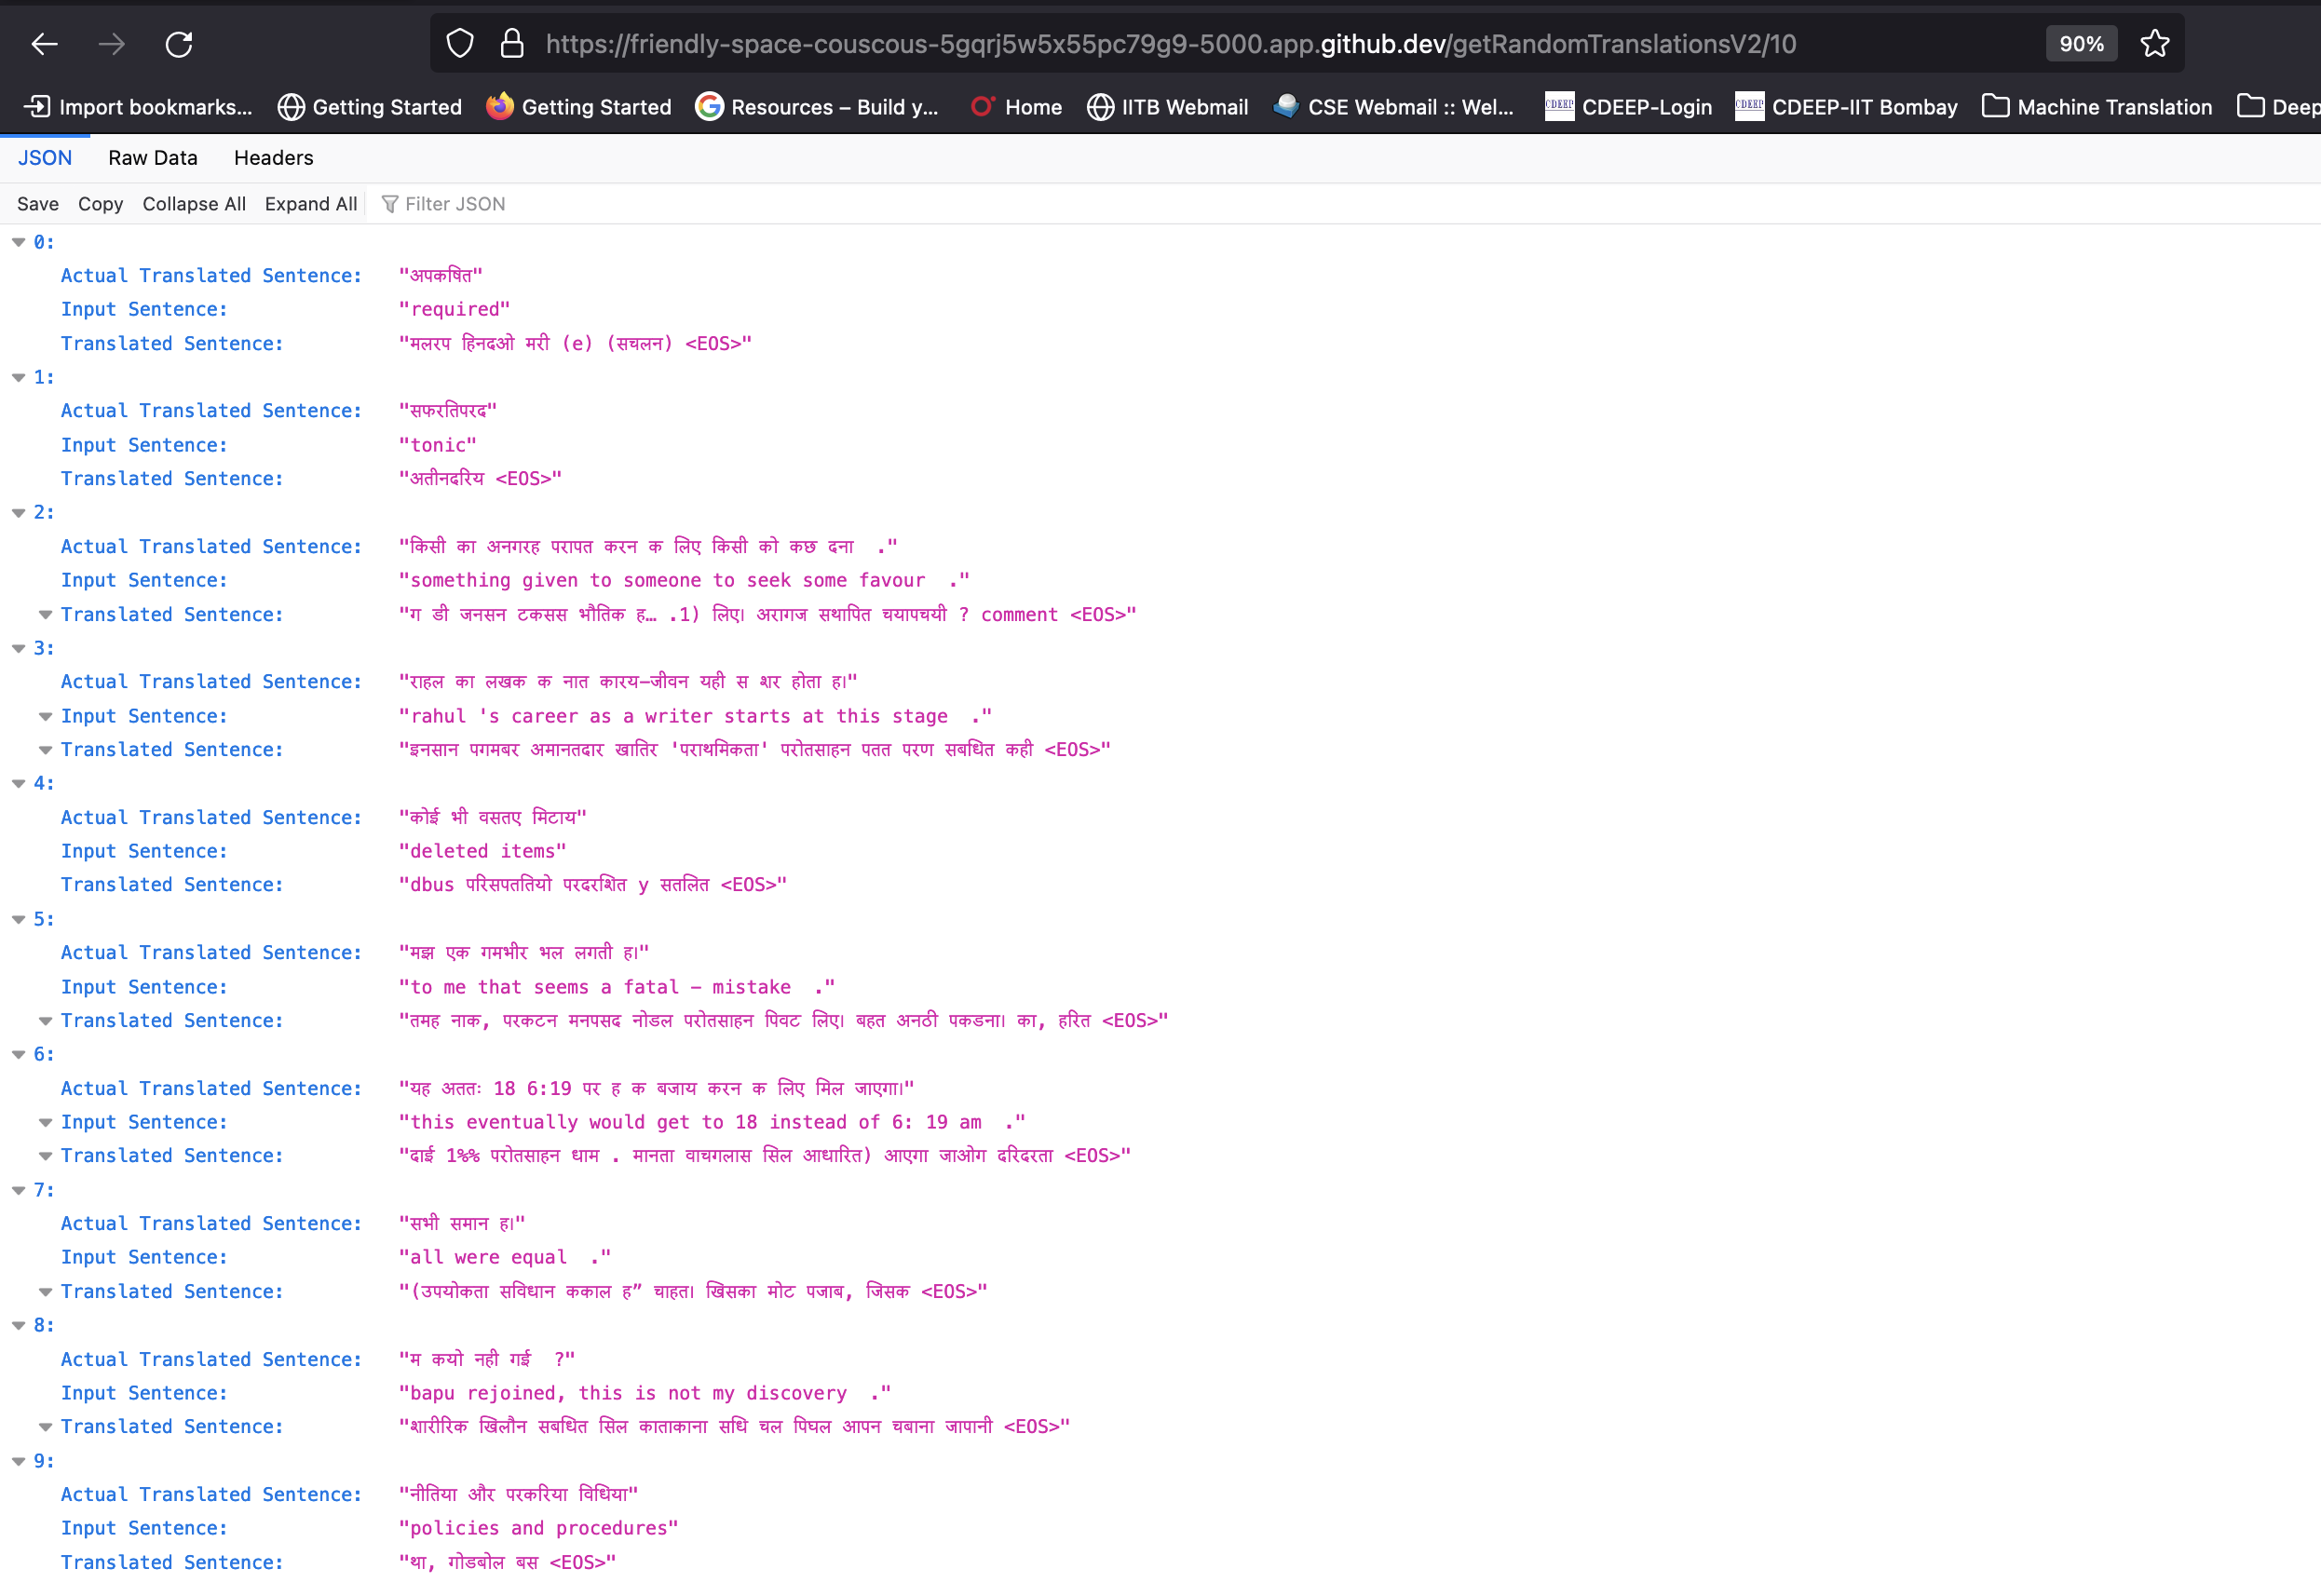 https://friendly-space-couscous-5gqrj5w5x55pc79g9-5000.app.github.dev/getRandomTranslationsV2/10 90%
Import bookmarks... Getting Started Getting Started Resources – Build y... Home IITB Webmail CSE Webmail :: Wel... CDEEP CDEEP-Login CDEEP CDEEP-IIT Bombay Machine Translation Deep
JSON Raw Data Headers
Save Copy Collapse All Expand All Filter JSON
0:
Actual Translated Sentence: "अपकषित"
Input Sentence: "required"
Translated Sentence: "मलरप हिनदओ मरी (e) (सचलन) <EOS>"
1:
Actual Translated Sentence: "सफरतिपरद"
Input Sentence: "tonic"
Translated Sentence: "अतीनदरिय <EOS>"
2:
Actual Translated Sentence: "किसी का अनगरह परापत करन क लिए किसी को कछ दना  ."
Input Sentence: "something given to someone to seek some favour  ."
Translated Sentence: "ग डी जनसन टकसस भौतिक ह… .1) लिए। अरागज सथापित चयापचयी ? comment <EOS>"
3:
Actual Translated Sentence: "राहल का लखक क नात कारय–जीवन यही स शर होता ह।"
Input Sentence: "rahul 's career as a writer starts at this stage  ."
Translated Sentence: "इनसान पगमबर अमानतदार खातिर 'पराथमिकता' परोतसाहन पतत परण सबधित कही <EOS>"
4:
Actual Translated Sentence: "कोई भी वसतए मिटाय"
Input Sentence: "deleted items"
Translated Sentence: "dbus परिसपततियो परदरशित y सतलित <EOS>"
5:
Actual Translated Sentence: "मझ एक गमभीर भल लगती ह।"
Input Sentence: "to me that seems a fatal – mistake  ."
Translated Sentence: "तमह नाक, परकटन मनपसद नोडल परोतसाहन पिवट लिए। बहत अनठी पकडना। का, हरित <EOS>"
6:
Actual Translated Sentence: "यह अततः 18 6:19 पर ह क बजाय करन क लिए मिल जाएगा।"
Input Sentence: "this eventually would get to 18 instead of 6: 19 am  ."
Translated Sentence: "दाई 1%% परोतसाहन धाम . मानता वाचगलास सिल आधारित) आएगा जाओग दरिदरता <EOS>"
7:
Actual Translated Sentence: "सभी समान ह।"
Input Sentence: "all were equal  ."
Translated Sentence: "(उपयोकता सविधान ककाल ह” चाहत। खिसका मोट पजाब, जिसक <EOS>"
8:
Actual Translated Sentence: "म कयो नही गई  ?"
Input Sentence: "bapu rejoined, this is not my discovery  ."
Translated Sentence: "शारीरिक खिलौन सबधित सिल काताकाना सधि चल पिघल आपन चबाना जापानी <EOS>"
9:
Actual Translated Sentence: "नीतिया और परकरिया विधिया"
Input Sentence: "policies and procedures"
Translated Sentence: "था, गोडबोल बस <EOS>"